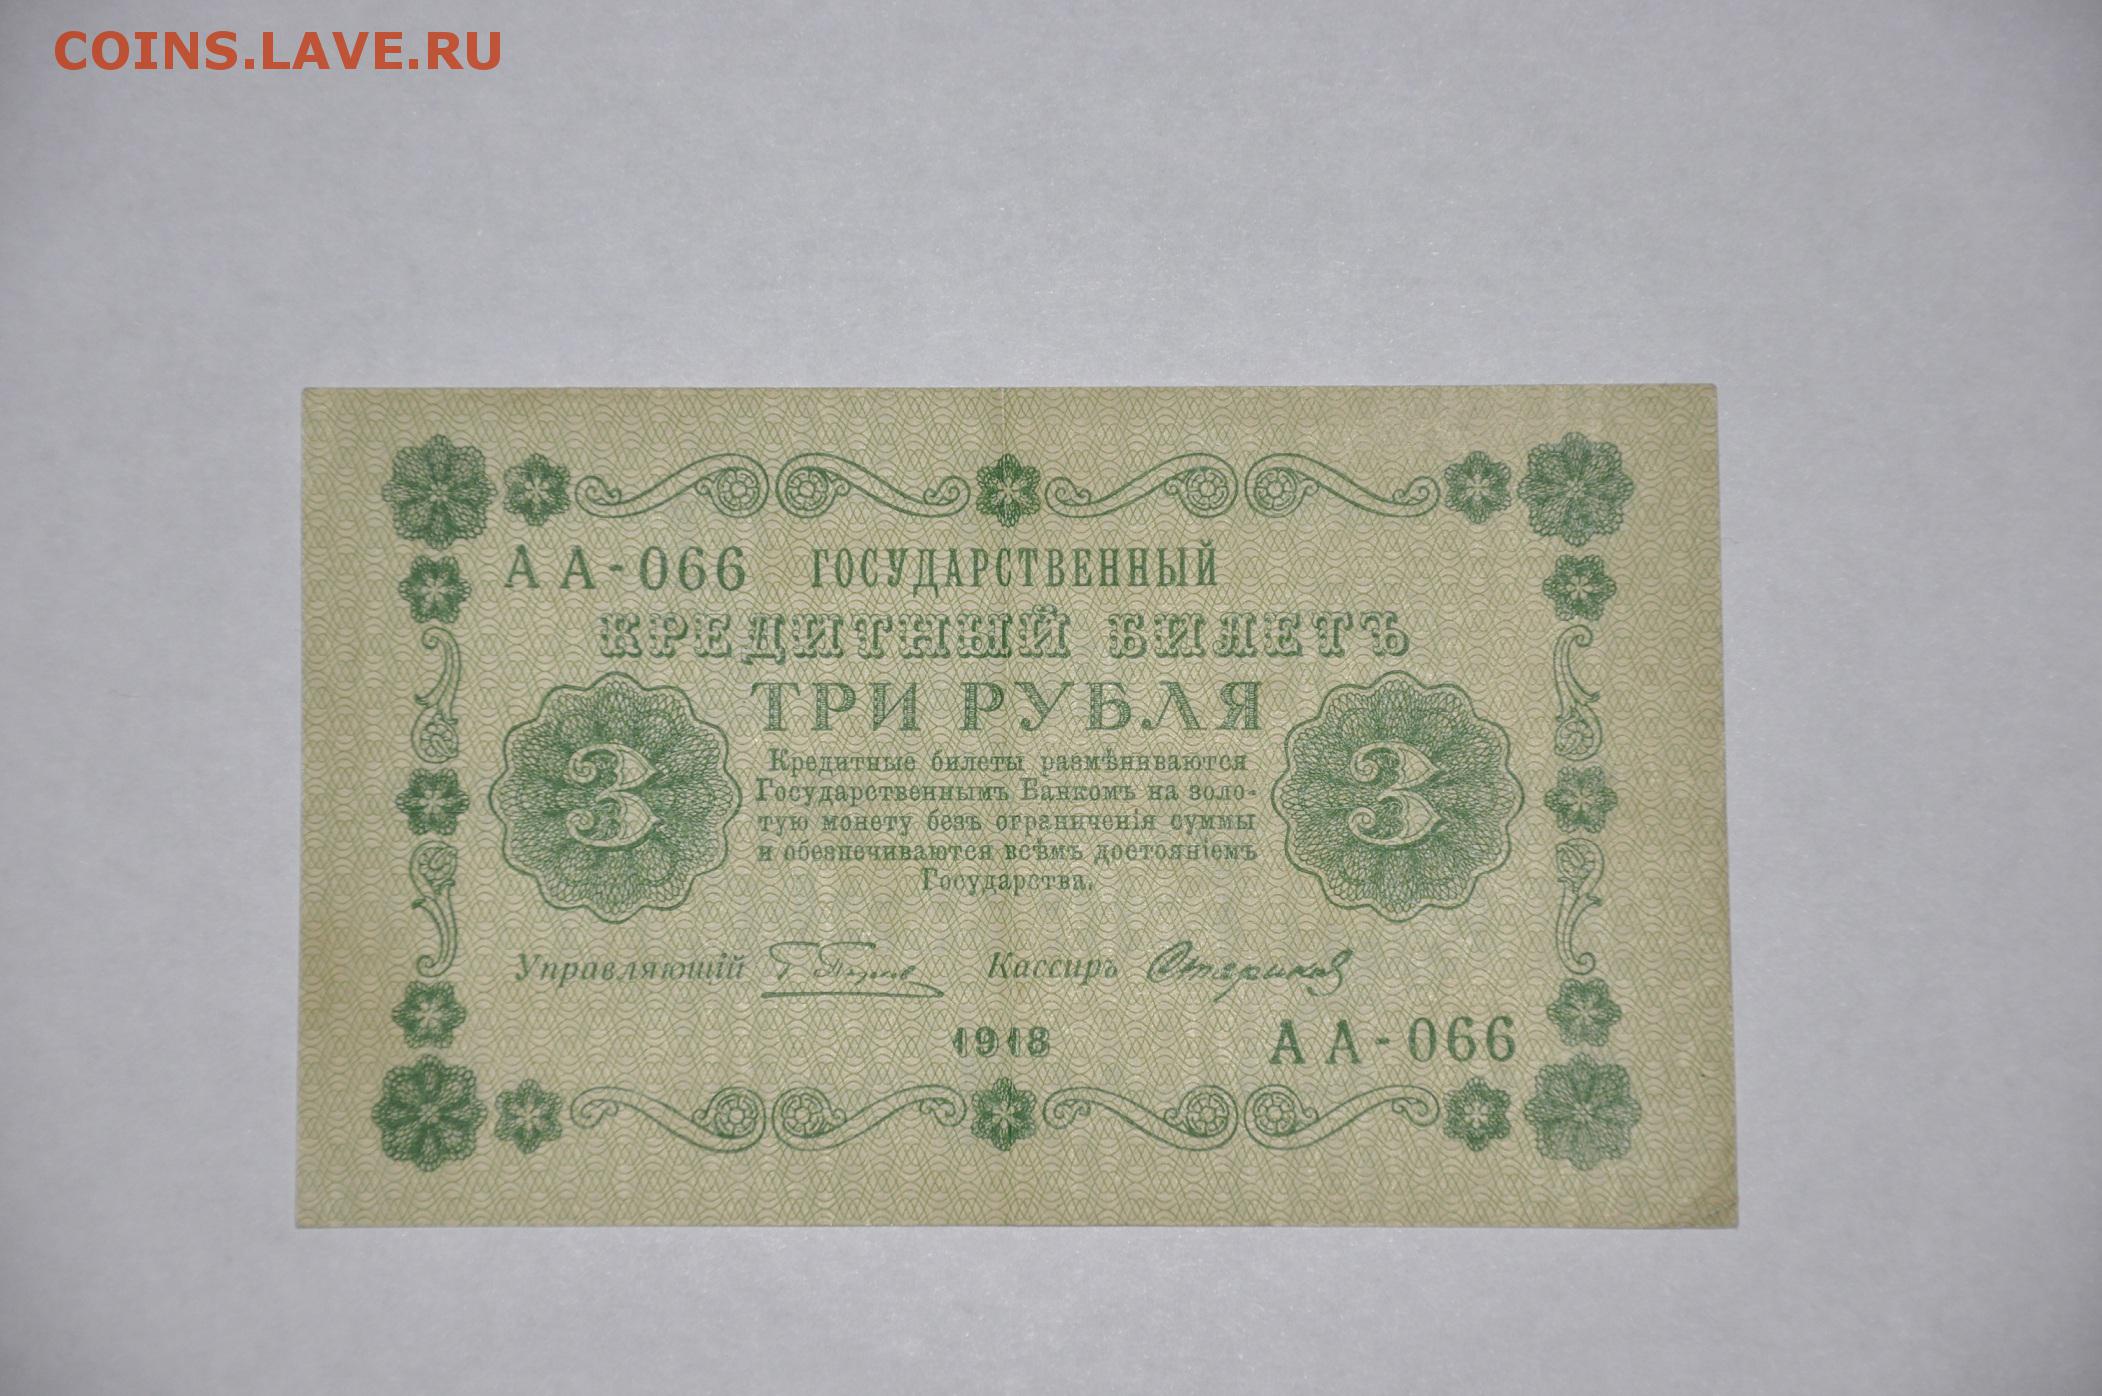 COINS.LAVE.RU
АА-066 ГОСУДАРСТВЕННЫЙ
КРЕДИТНЫЙ БИЛЕТЪ
ТРИ РУБЛЯ
3 3
Кредитные билеты размѣниваются
Государственнымъ Банкомъ на золо-
тую монету безъ ограниченія суммы
и обезпечиваются всѣмъ достояніемъ
Государства.
Управляющій Кассиръ
1918 АА-066